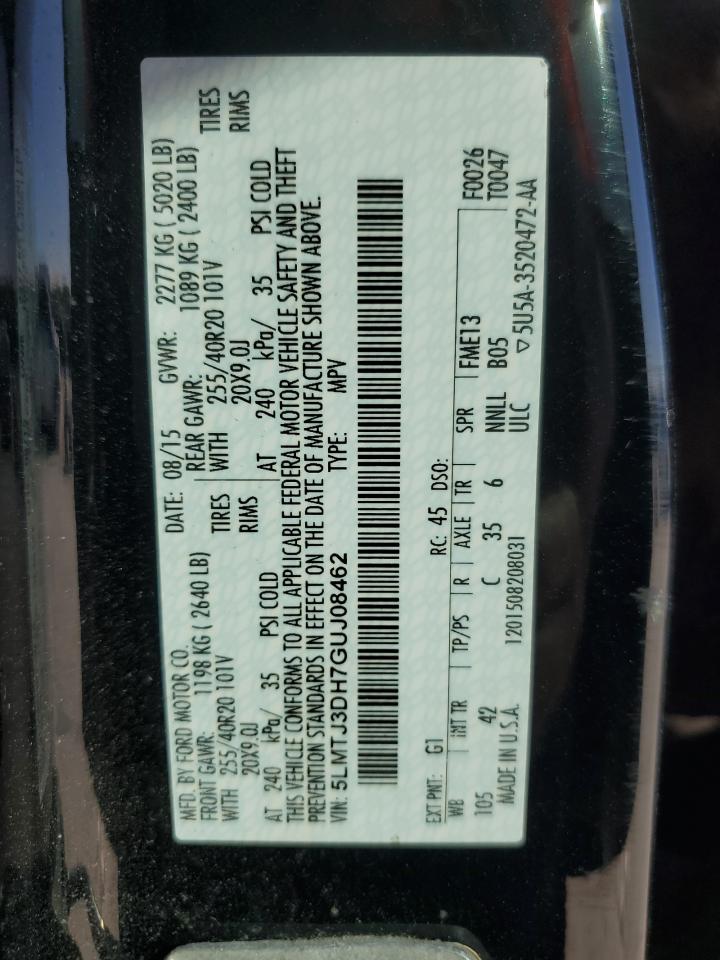 MFD. BY FORD MOTOR CO. DATE: 08/15 GVWR: 2277 KG ( 5020 LB)
FRONT GAWR: 1198 KG ( 2640 LB) REAR GAWR: 1089 KG ( 2400 LB)
WITH 255/40R20 101V TIRES WITH 255/40R20 101V TIRES
20X9.0J RIMS 20X9.0J RIMS
AT 240 kPa/ 35 PSI COLD AT 240 kPa/ 35 PSI COLD
THIS VEHICLE CONFORMS TO ALL APPLICABLE FEDERAL MOTOR VEHICLE SAFETY AND THEFT
PREVENTION STANDARDS IN EFFECT ON THE DATE OF MANUFACTURE SHOWN ABOVE.
VIN: 5LMTJ3DH7GUJ08462 TYPE: MPV
EXT PNT: G1 RC: 45 DSO: F0026
WB INT TR TP/PS R AXLE TR SPR FME13 T0047
105 42 C 35 6 NNLL B05
MADE IN U.S.A. 1201508208031 ULC ▽5U5A-3520472-AA